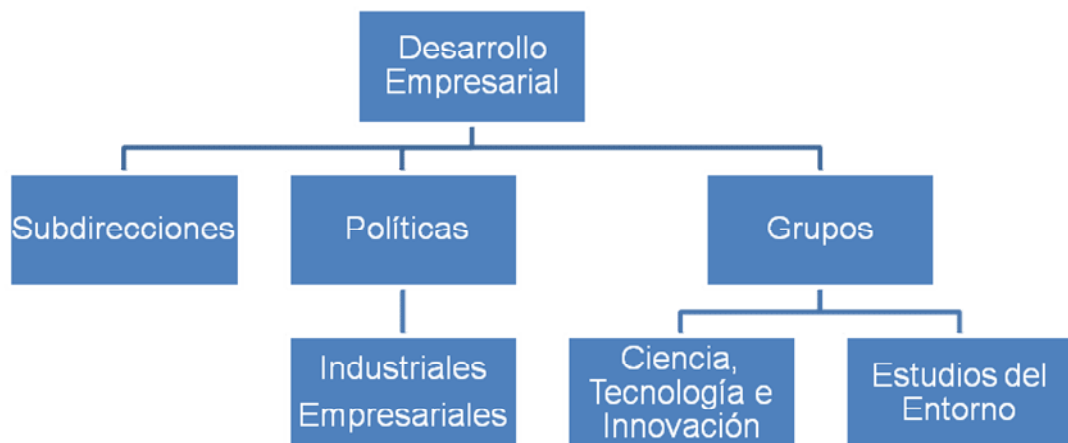 Desarrollo
Empresarial
Subdirecciones
Políticas
Grupos
Industriales
Empresariales
Ciencia,
Tecnología e
Innovación
Estudios del
Entorno